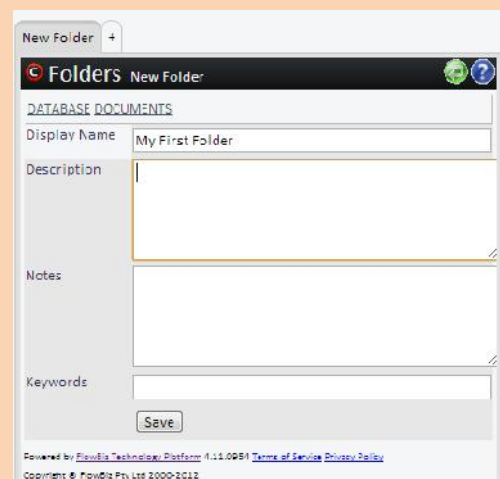 New Folder +
© Folders New Folder ?
DATABASE DOCUMENTS
Display Name My First Folder
Description
Notes
Keywords
Save
Powered by FlowBiz Technology Platform 4.11.0954 Terms of Service Privacy Policy
Copyright © FlowBiz Pty Ltd 2000-2012